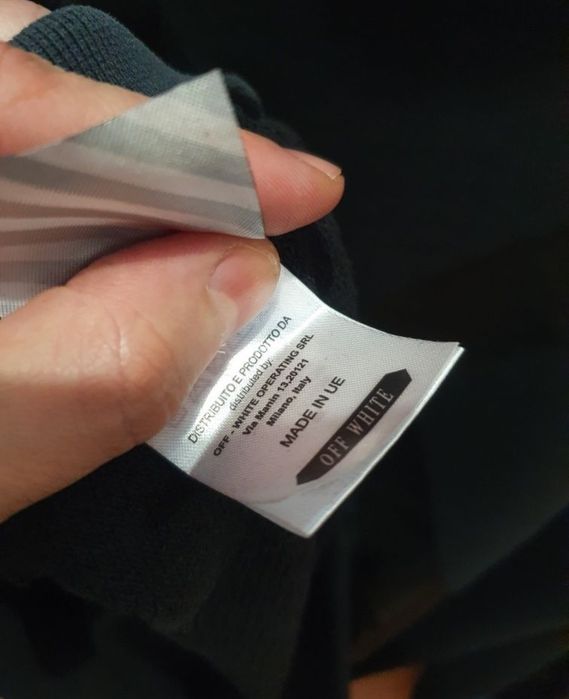 DISTRIBUITO E PRODOTTO DA
distributed by
OFF - WHITE OPERATING SRL
Via Manin 13,20121
Milano, Italy
MADE IN UE
OFF WHITE